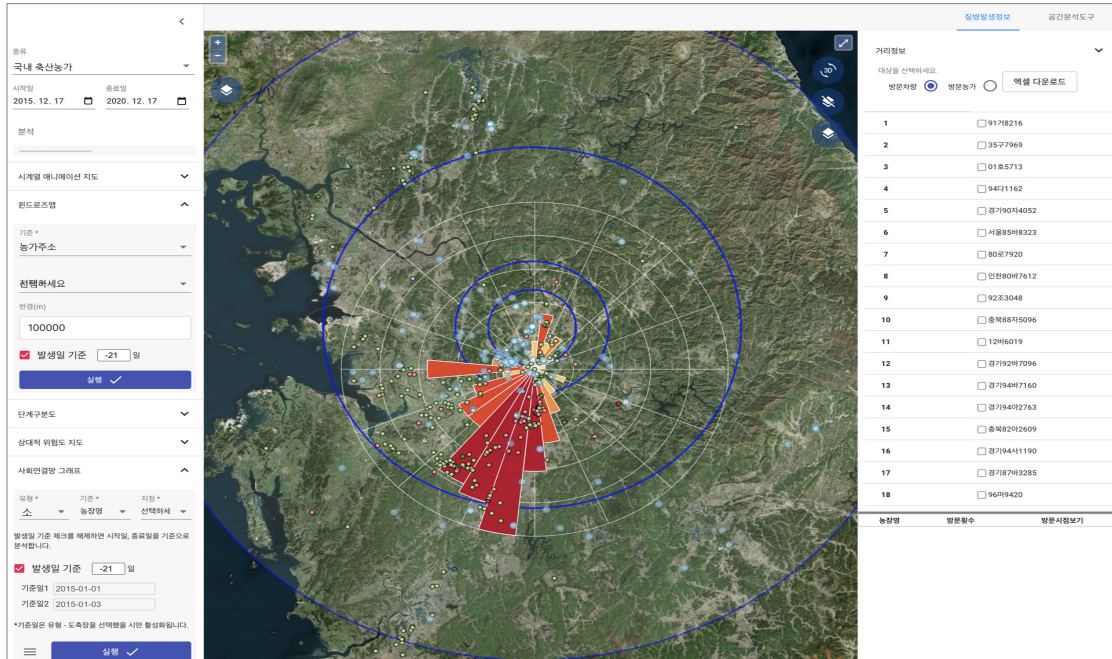 질병발생정보 공간분석도구
종류
국내 축산농가
시작일 종료일
2015. 12. 17. 2020. 12. 17
분석
시계열 애니메이션 지도
윈드로즈맵
기준 *
농가주소
반경(m)
100000
발생일 기준 -21 일
실행
단계구분도
상대적 위험도 지도
사회연결망 그래프
유형 * 기준 * 지점 *
소 농장명 선택하세
발생일 기준 체크를 해제하면 시작일, 종료일을 기준으로
분석합니다.
발생일 기준 -21 일
기준일1 2015-01-01
기준일2 2015-01-03
*기준일은 유형 - 도축장을 선택했을 시만 활성화됩니다.
실행
+
−
3D
거리정보
대상을 선택하세요.
방문차량 방문농가 엑셀 다운로드
1 91거8216
2 35구7969
3 01호5713
4 94다1162
5 경기90자4052
6 서울85바8323
7 80로7920
8 인천80바7612
9 92조3048
10 충북88자5096
11 12버6019
12 경기92바7096
13 경기94바7160
14 경기94아2763
15 충북82아2609
16 경기94사1190
17 경기87바3285
18 96머9420
농장명 방문횟수 방문시점보기